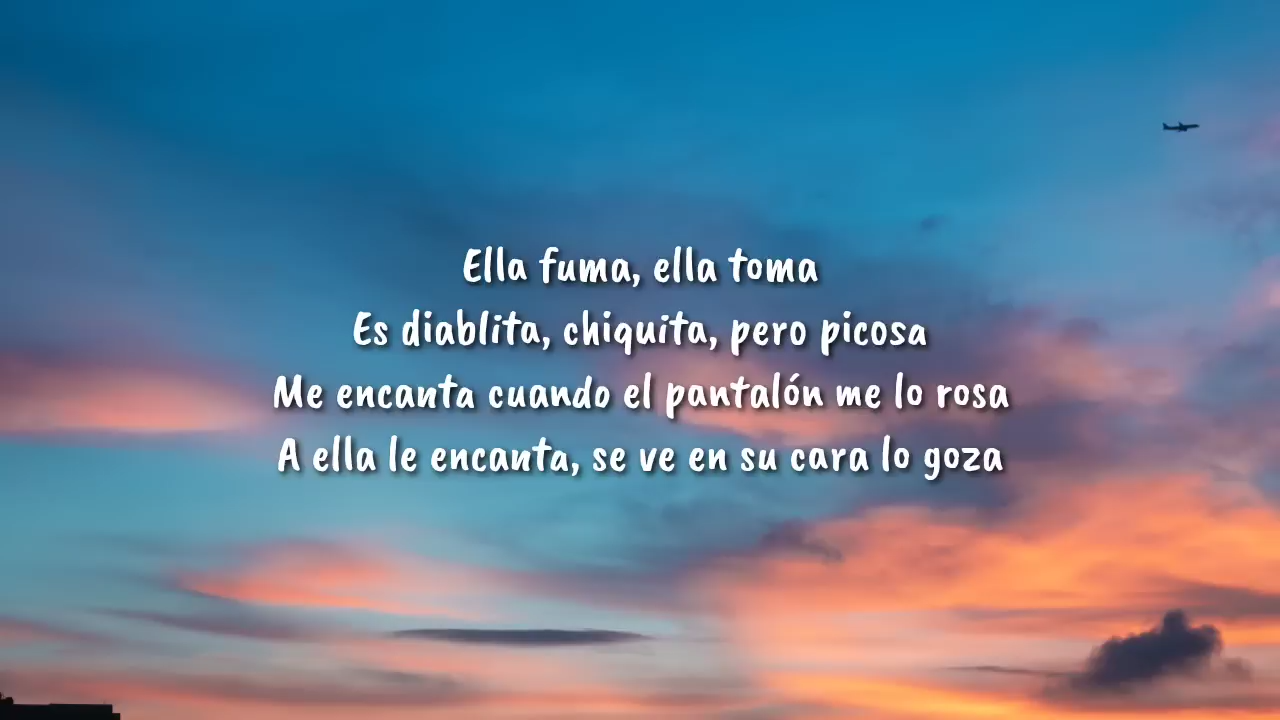 Ella fuma, ella toma
Es diablita, chiquita, pero picosa
Me encanta cuando el pantalón me lo rosa
A ella le encanta, se ve en su cara lo goza